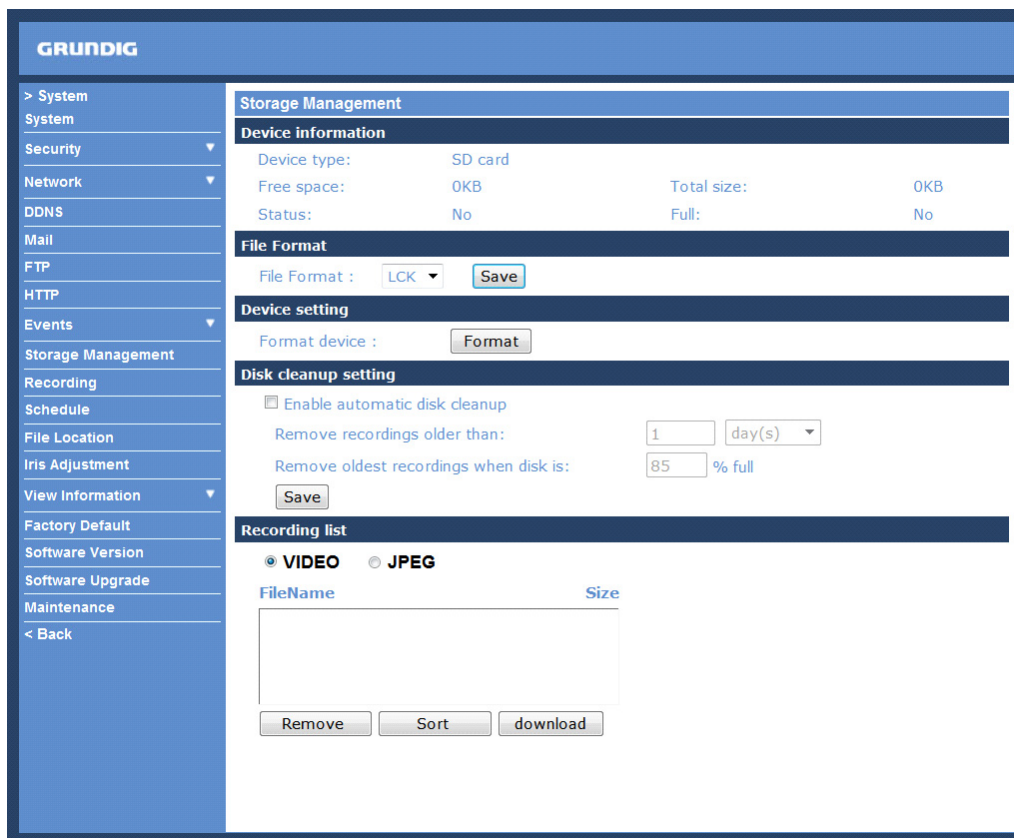 GRUNDIG
> System
System
Security
Network
DDNS
Mail
FTP
HTTP
Events
Storage Management
Recording
Schedule
File Location
Iris Adjustment
View Information
Factory Default
Software Version
Software Upgrade
Maintenance
< Back
Storage Management
Device information
Device type: SD card
Free space: 0KB Total size: 0KB
Status: No Full: No
File Format
File Format : LCK Save
Device setting
Format device : Format
Disk cleanup setting
Enable automatic disk cleanup
Remove recordings older than: 1 day(s)
Remove oldest recordings when disk is: 85 % full
Save
Recording list
VIDEO JPEG
FileName Size
Remove Sort download